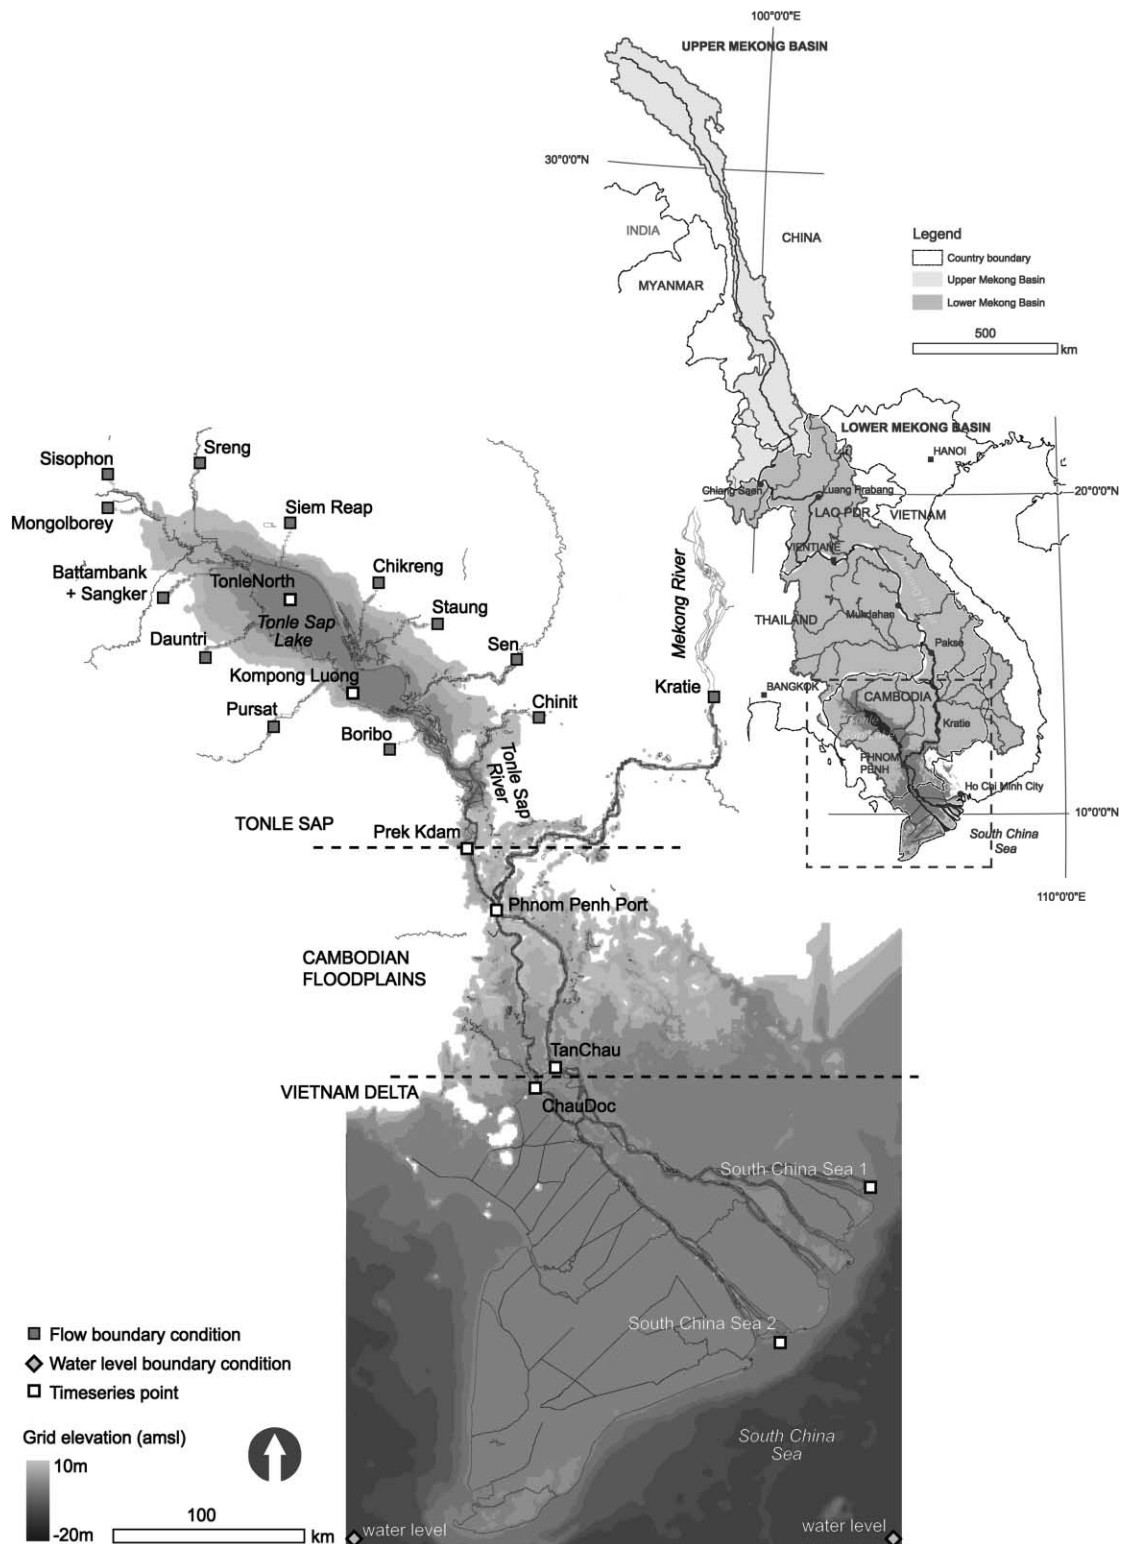 100°0'0"E
UPPER MEKONG BASIN
30°0'0"N
INDIA
CHINA
MYANMAR
Legend
Country boundary
Upper Mekong Basin
Lower Mekong Basin
500
km
LOWER MEKONG BASIN
HANOI
Chiang Saen
Luang Prabang
20°0'0"N
LAO PDR
VIETNAM
VIENTIANE
THAILAND
Mukdahan
Pakse
BANGKOK
CAMBODIA
Kratie
PHNOM
PENH
Ho Chi Minh City
10°0'0"N
South China
Sea
110°0'0"E
Sreng
Sisophon
Mongolborey
Siem Reap
Battambank
+ Sangker
TonleNorth
Chikreng
Tonle Sap
Lake
Staung
Dauntri
Sen
Kompong Luong
Mekong River
Kratie
Pursat
Chinit
Boribo
Tonle Sap
River
TONLE SAP
Prek Kdam
Phnom Penh Port
CAMBODIAN
FLOODPLAINS
TanChau
VIETNAM DELTA
ChauDoc
South China Sea 1
South China Sea 2
Flow boundary condition
Water level boundary condition
Timeseries point
Grid elevation (amsl)
10m
-20m
100
km
South China
Sea
water level
water level